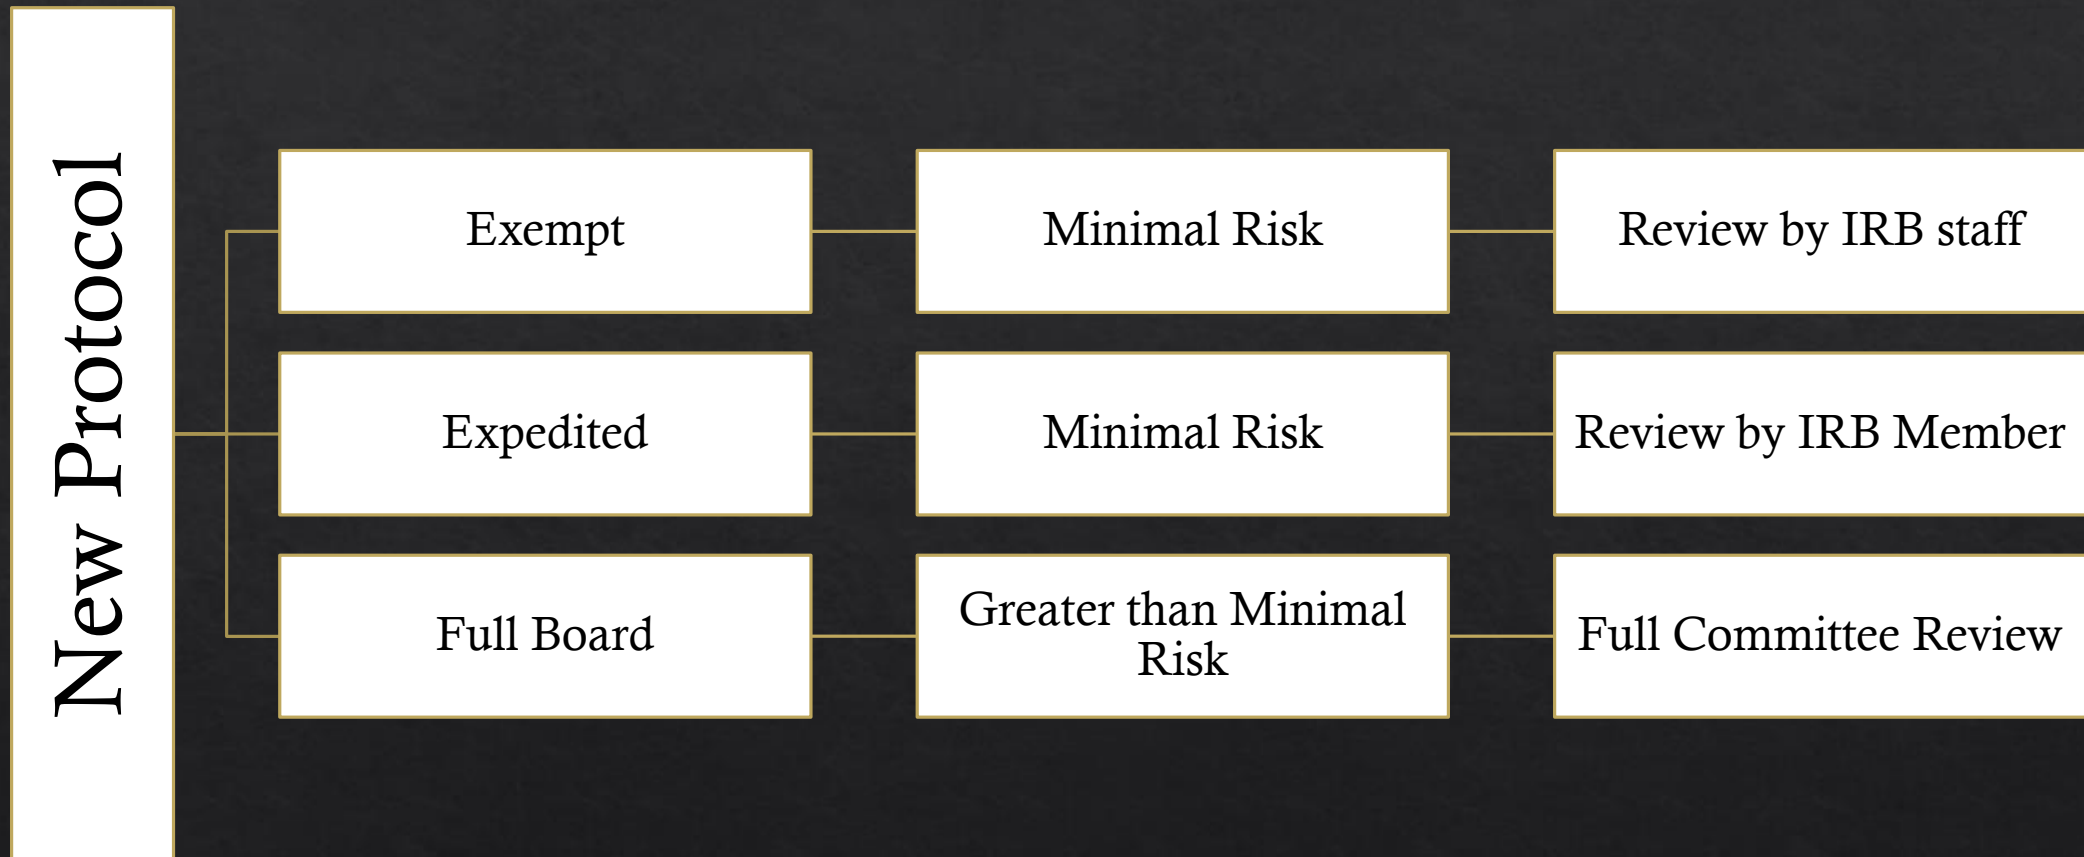 New Protocol
Exempt
Minimal Risk
Review by IRB staff
Expedited
Minimal Risk
Review by IRB Member
Full Board
Greater than Minimal
Risk
Full Committee Review